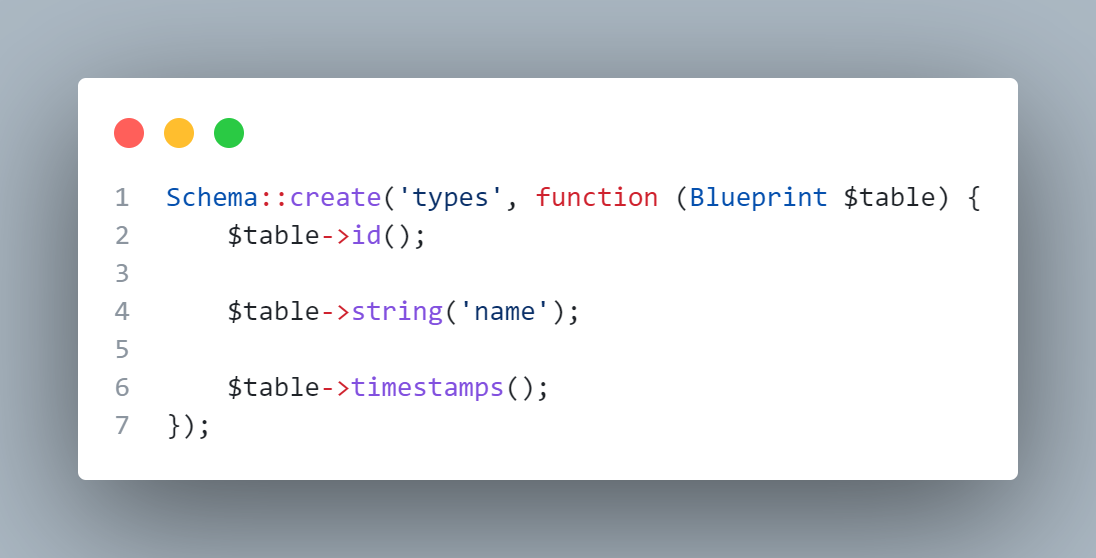 1 Schema::create('types', function (Blueprint $table) {
2     $table->id();
3
4     $table->string('name');
5
6     $table->timestamps();
7 });